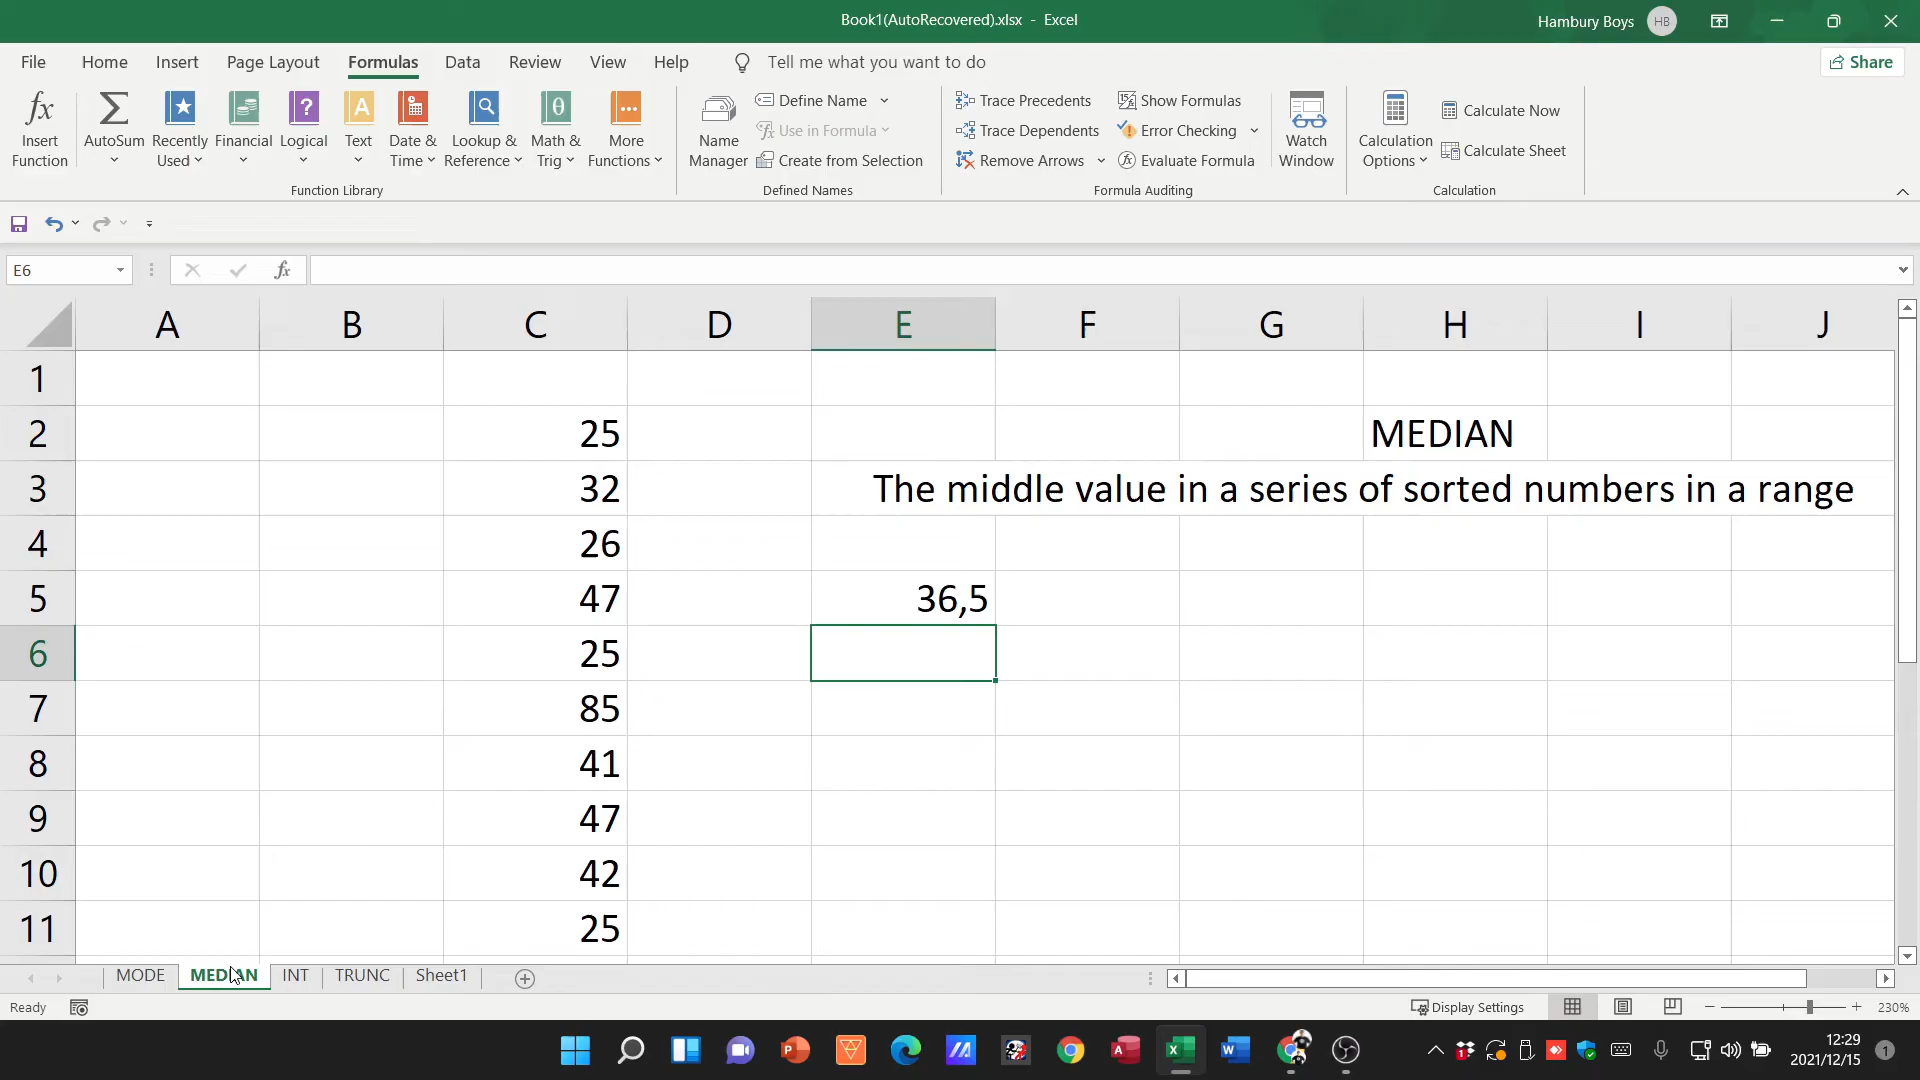 Book1(AutoRecovered).xlsx - Excel
Hambury Boys
HB
File Home Insert Page Layout Formulas Data Review View Help Tell me what you want to do
Share
Insert Function
AutoSum
Recently Used
Financial
Logical
Text
Date & Time
Lookup & Reference
Math & Trig
More Functions
Function Library
Name Manager
Define Name
Use in Formula
Create from Selection
Defined Names
Trace Precedents
Trace Dependents
Remove Arrows
Show Formulas
Error Checking
Evaluate Formula
Formula Auditing
Watch Window
Calculation Options
Calculate Now
Calculate Sheet
Calculation
E6
fx
A B C D E F G H I J
1
2 25 MEDIAN
3 32 The middle value in a series of sorted numbers in a range
4 26
5 47 36,5
6 25
7 85
8 41
9 47
10 42
11 25
MODE MEDIAN INT TRUNC Sheet1
Ready
Display Settings
230%
12:29
2021/12/15
1